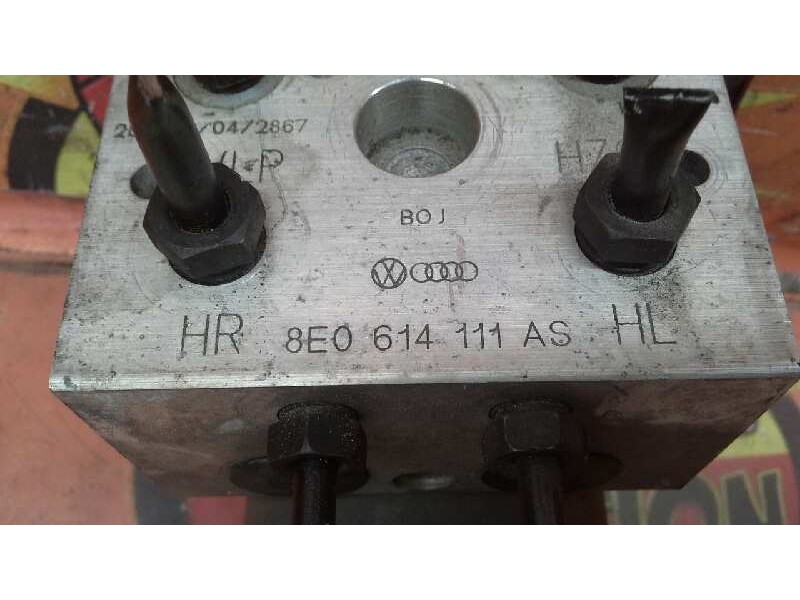 /04/2867
BOJ
HR 8E0 614 111 AS HL